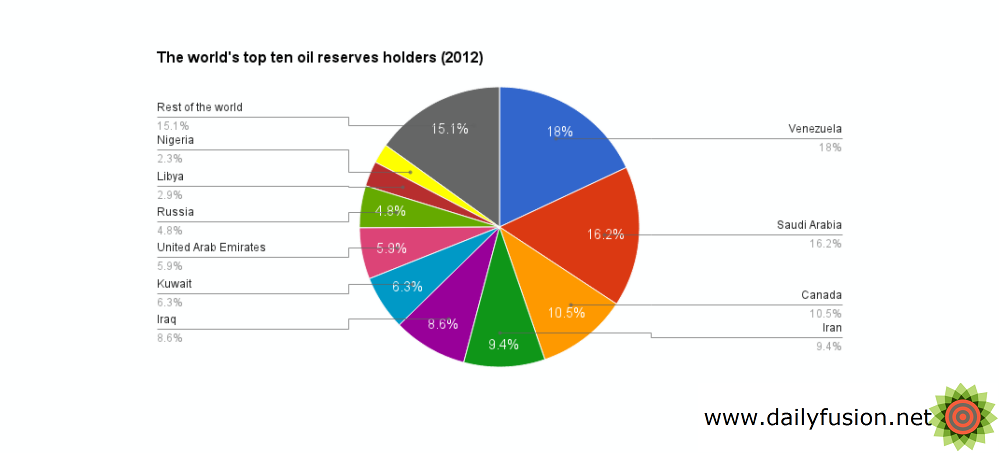 The world's top ten oil reserves holders (2012)
Rest of the world
15.1%
Nigeria
2.3%
Libya
2.9%
Russia
4.8%
United Arab Emirates
5.9%
Kuwait
6.3%
Iraq
8.6%
15.1%
18%
16.2%
10.5%
9.4%
8.6%
6.3%
5.9%
4.8%
Venezuela
18%
Saudi Arabia
16.2%
Canada
10.5%
Iran
9.4%
www.dailyfusion.net